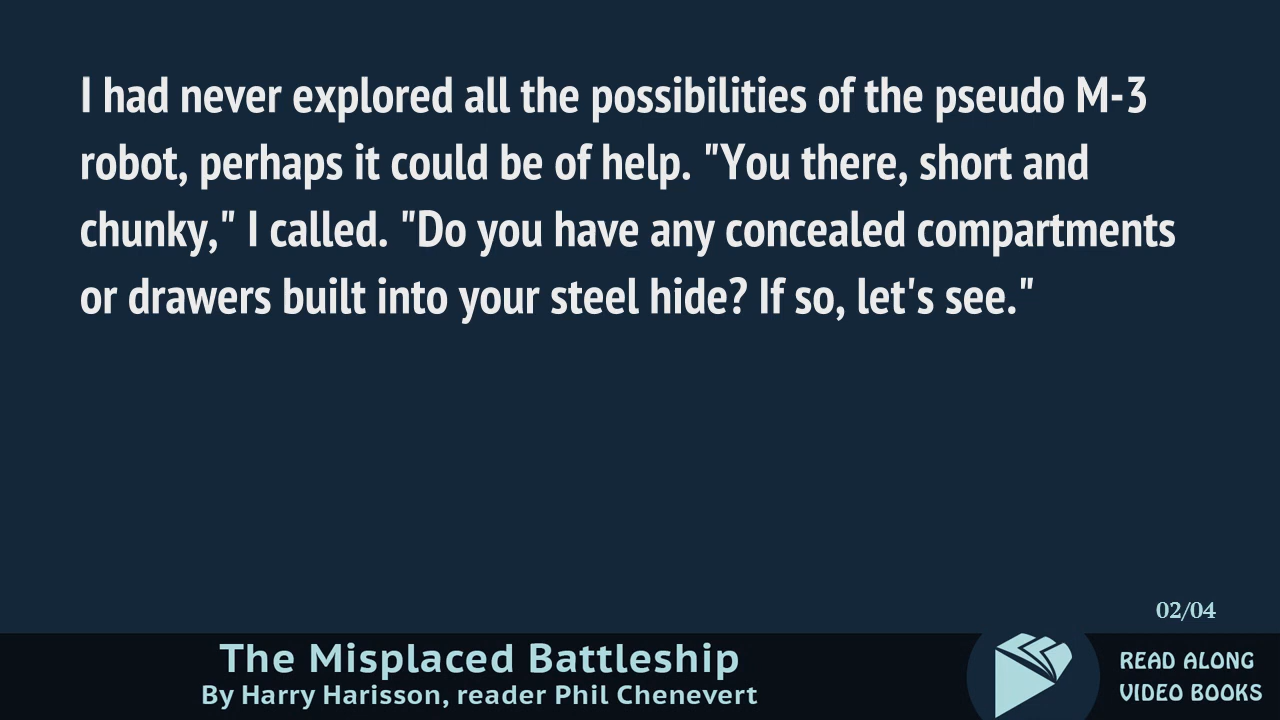 I had never explored all the possibilities of the pseudo M-3
robot, perhaps it could be of help. "You there, short and
chunky," I called. "Do you have any concealed compartments
or drawers built into your steel hide? If so, let's see."
02/04
The Misplaced Battleship
By Harry Harisson, reader Phil Chenevert
READ ALONG
VIDEO BOOKS